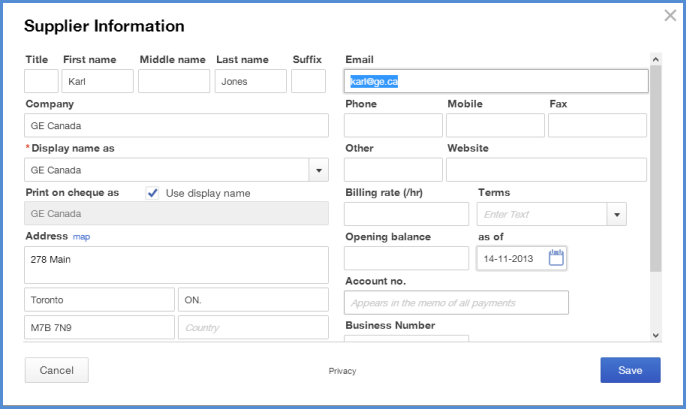 Supplier Information
Title First name Middle name Last name Suffix
Karl Jones
Company
GE Canada
* Display name as
GE Canada
Print on cheque as Use display name
GE Canada
Address map
278 Main
Toronto ON.
M7B 7N9 Country
Email
karl@ge.ca
Phone Mobile Fax
Other Website
Billing rate (/hr) Terms
Enter Text
Opening balance as of
14-11-2013
Account no.
Appears in the memo of all payments
Business Number
Cancel Privacy Save